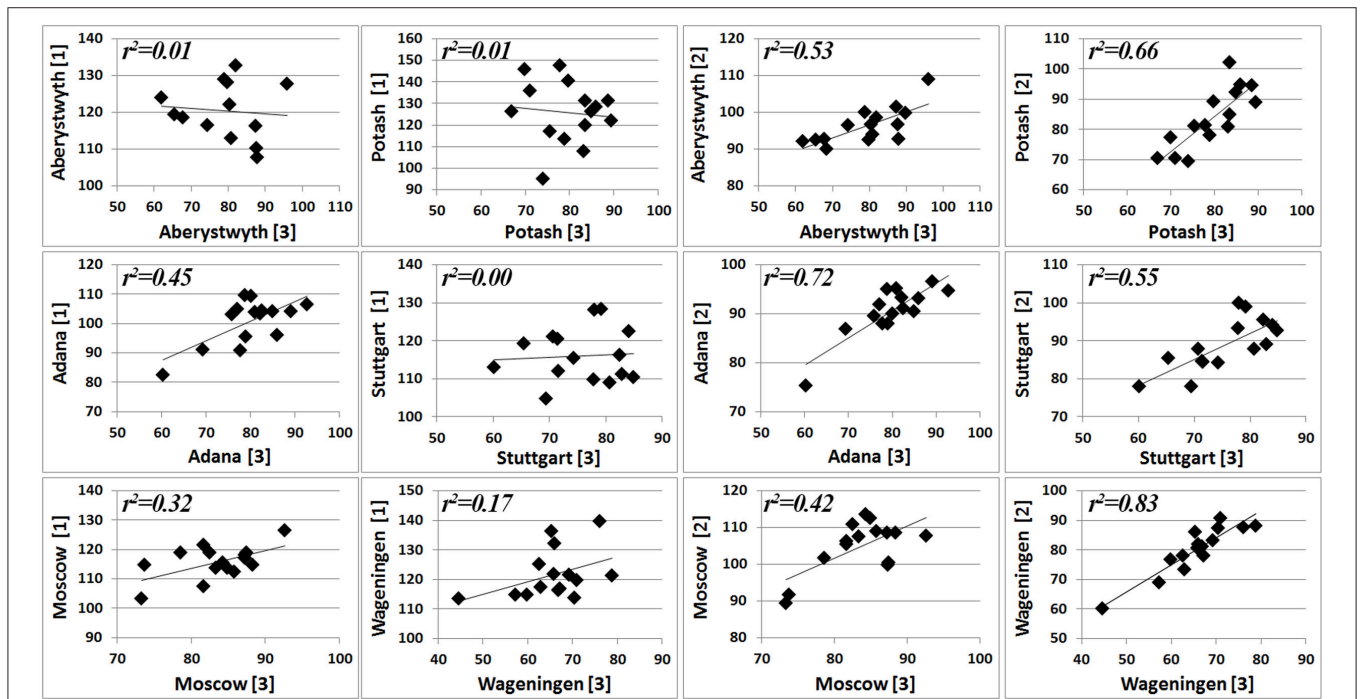 r²=0.01
Aberystwyth [1]
140
130
120
110
100
50 60 70 80 90 100 110
Aberystwyth [3]
r²=0.01
Potash [1]
160
150
140
130
120
110
100
90
50 60 70 80 90 100
Potash [3]
r²=0.53
Aberystwyth [2]
120
110
100
90
80
50 60 70 80 90 100 110
Aberystwyth [3]
r²=0.66
Potash [2]
110
100
90
80
70
60
60 70 80 90 100
Potash [3]
r²=0.45
Adana [1]
120
110
100
90
80
70
50 60 70 80 90 100
Adana [3]
r²=0.00
Stuttgart [1]
140
130
120
110
100
50 60 70 80 90
Stuttgart [3]
r²=0.72
Adana [2]
100
90
80
70
50 60 70 80 90 100
Adana [3]
r²=0.55
Stuttgart [2]
110
100
90
80
70
50 60 70 80 90
Stuttgart [3]
r²=0.32
Moscow [1]
140
130
120
110
100
90
70 80 90 100
Moscow [3]
r²=0.17
Wageningen [1]
150
140
130
120
110
100
40 50 60 70 80 90
Wageningen [3]
r²=0.42
Moscow [2]
120
110
100
90
80
70 80 90 100
Moscow [3]
r²=0.83
Wageningen [2]
100
90
80
70
60
50
40 50 60 70 80 90
Wageningen [3]